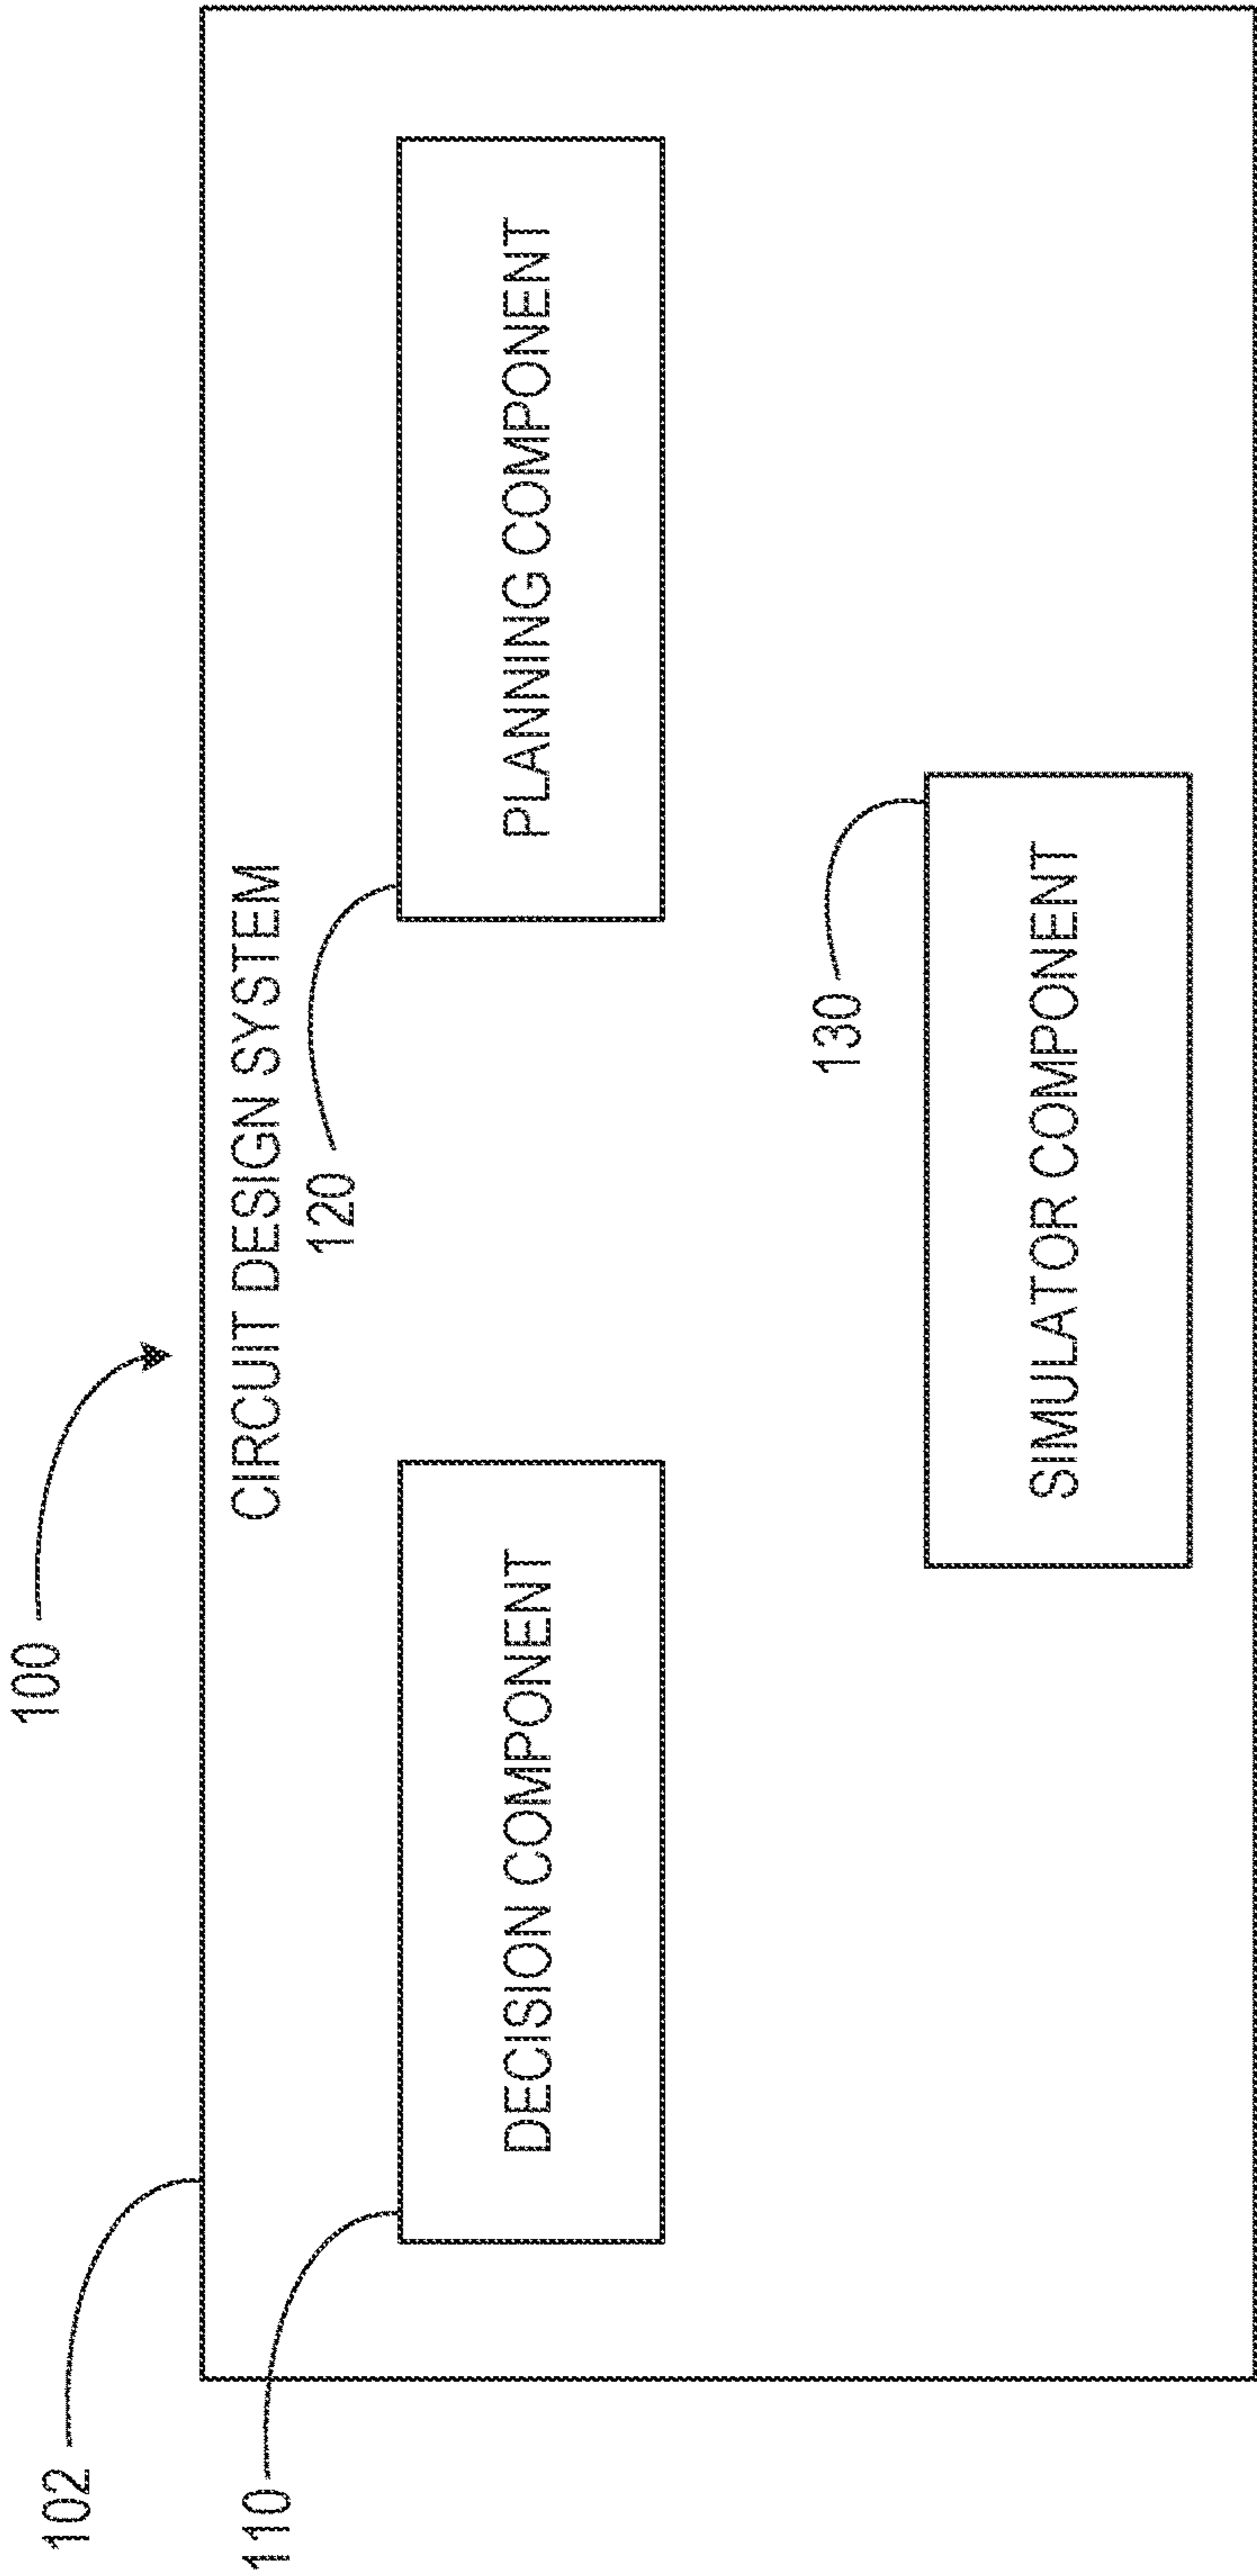 100
102
CIRCUIT DESIGN SYSTEM
110
120
DECISION COMPONENT
PLANNING COMPONENT
130
SIMULATOR COMPONENT